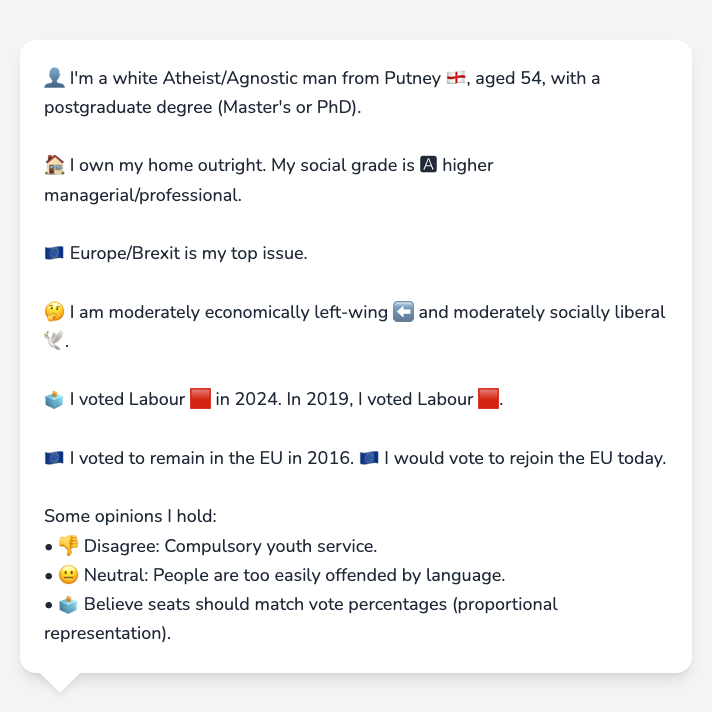 👤 I'm a white Atheist/Agnostic man from Putney 🏴󠁧󠁢󠁥󠁮󠁧󠁿, aged 54, with a
postgraduate degree (Master's or PhD).
🏠 I own my home outright. My social grade is 🅰 higher
managerial/professional.
🇪🇺 Europe/Brexit is my top issue.
🤔 I am moderately economically left-wing ⬅️ and moderately socially liberal
🕊️.
🗳️ I voted Labour 🟥 in 2024. In 2019, I voted Labour 🟥.
🇪🇺 I voted to remain in the EU in 2016. 🇪🇺 I would vote to rejoin the EU today.
Some opinions I hold:
• 👎 Disagree: Compulsory youth service.
• 😐 Neutral: People are too easily offended by language.
• 🗳️ Believe seats should match vote percentages (proportional
representation).